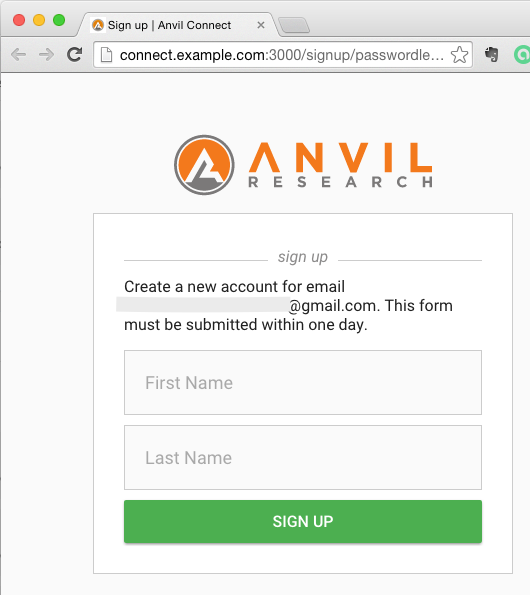 Sign up | Anvil Connect
connect.example.com:3000/signup/passwordle...
ANVIL
RESEARCH
sign up
Create a new account for email
@gmail.com. This form
must be submitted within one day.
First Name
Last Name
SIGN UP